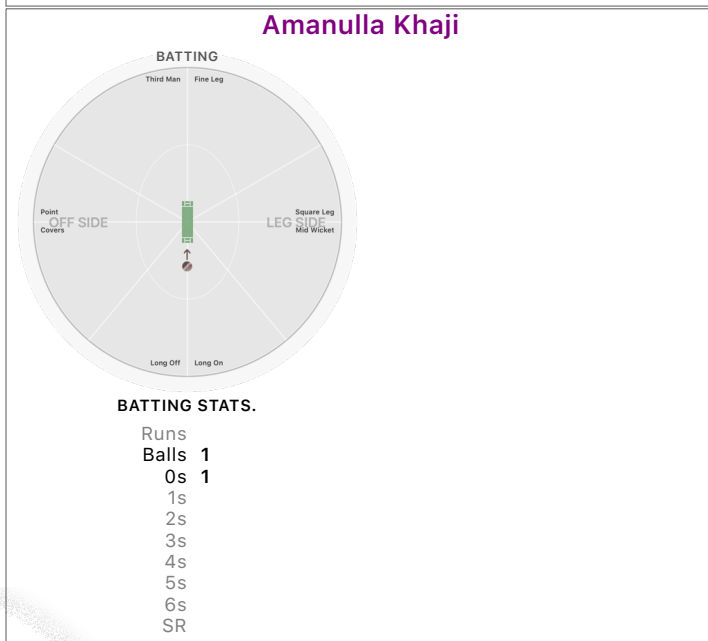 Amanulla Khaji
BATTING
Third Man Fine Leg
Point Square Leg
OFF SIDE LEG SIDE
Covers Mid Wicket
Long Off Long On
BATTING STATS.
Runs
Balls 1
0s 1
1s
2s
3s
4s
5s
6s
SR